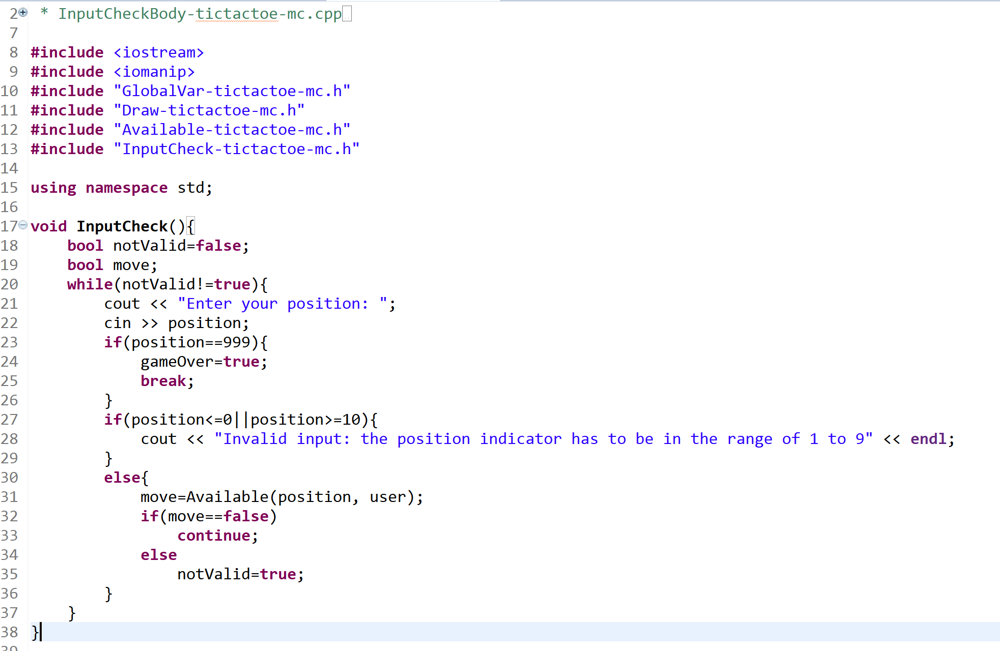 2 * InputCheckBody-tictactoe-mc.cpp
7
8 #include <iostream>
9 #include <iomanip>
10 #include "GlobalVar-tictactoe-mc.h"
11 #include "Draw-tictactoe-mc.h"
12 #include "Available-tictactoe-mc.h"
13 #include "InputCheck-tictactoe-mc.h"
14
15 using namespace std;
16
17 void InputCheck(){
18     bool notValid=false;
19     bool move;
20     while(notValid!=true){
21         cout << "Enter your position: ";
22         cin >> position;
23         if(position==999){
24             gameOver=true;
25             break;
26         }
27         if(position<=0||position>=10){
28             cout << "Invalid input: the position indicator has to be in the range of 1 to 9" << endl;
29         }
30         else{
31             move=Available(position, user);
32             if(move==false)
33                 continue;
34             else
35                 notValid=true;
36         }
37     }
38 }
39